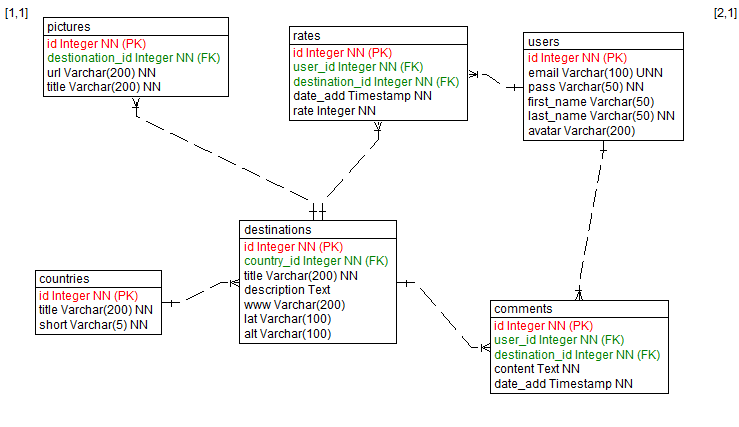 [1,1]
[2,1]
pictures
id Integer NN (PK)
destionation_id Integer NN (FK)
url Varchar(200) NN
title Varchar(200) NN
rates
id Integer NN (PK)
user_id Integer NN (FK)
destination_id Integer NN (FK)
date_add Timestamp NN
rate Integer NN
users
id Integer NN (PK)
email Varchar(100) UNN
pass Varchar(50) NN
first_name Varchar(50)
last_name Varchar(50) NN
avatar Varchar(200)
destinations
id Integer NN (PK)
country_id Integer NN (FK)
title Varchar(200) NN
description Text
www Varchar(200)
lat Varchar(100)
alt Varchar(100)
countries
id Integer NN (PK)
title Varchar(200) NN
short Varchar(5) NN
comments
id Integer NN (PK)
user_id Integer NN (FK)
destination_id Integer NN (FK)
content Text NN
date_add Timestamp NN